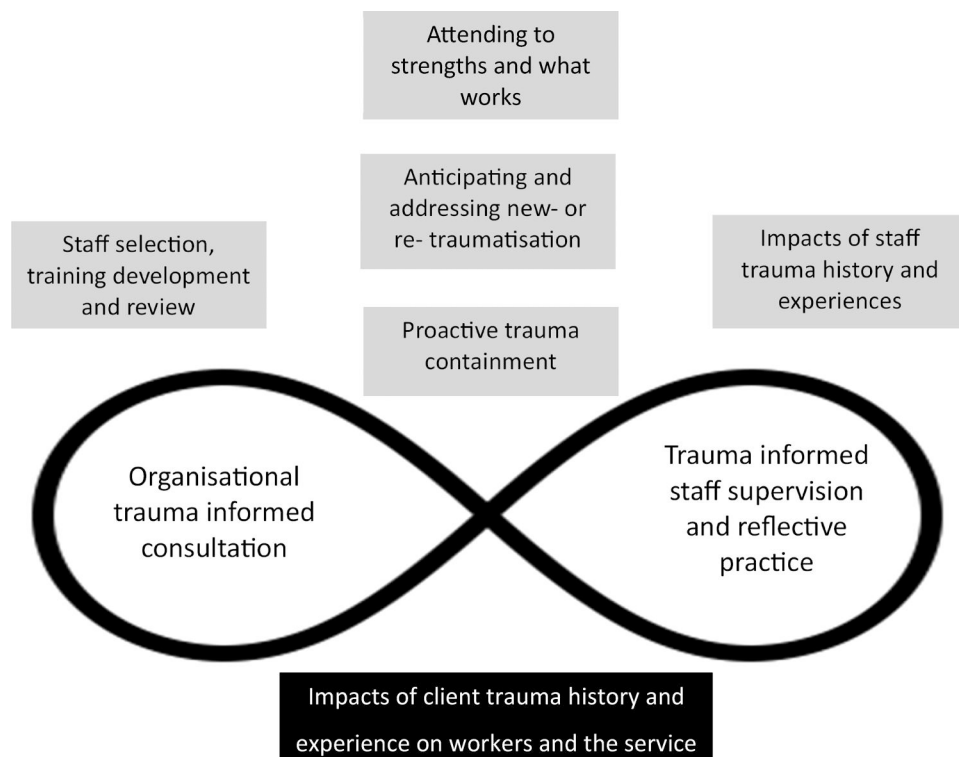 Attending to
strengths and what
works
Anticipating and
addressing new- or
re- traumatisation
Staff selection,
training development
and review
Impacts of staff
trauma history and
experiences
Proactive trauma
containment
Organisational
trauma informed
consultation
Trauma informed
staff supervision
and reflective
practice
Impacts of client trauma history and
experience on workers and the service